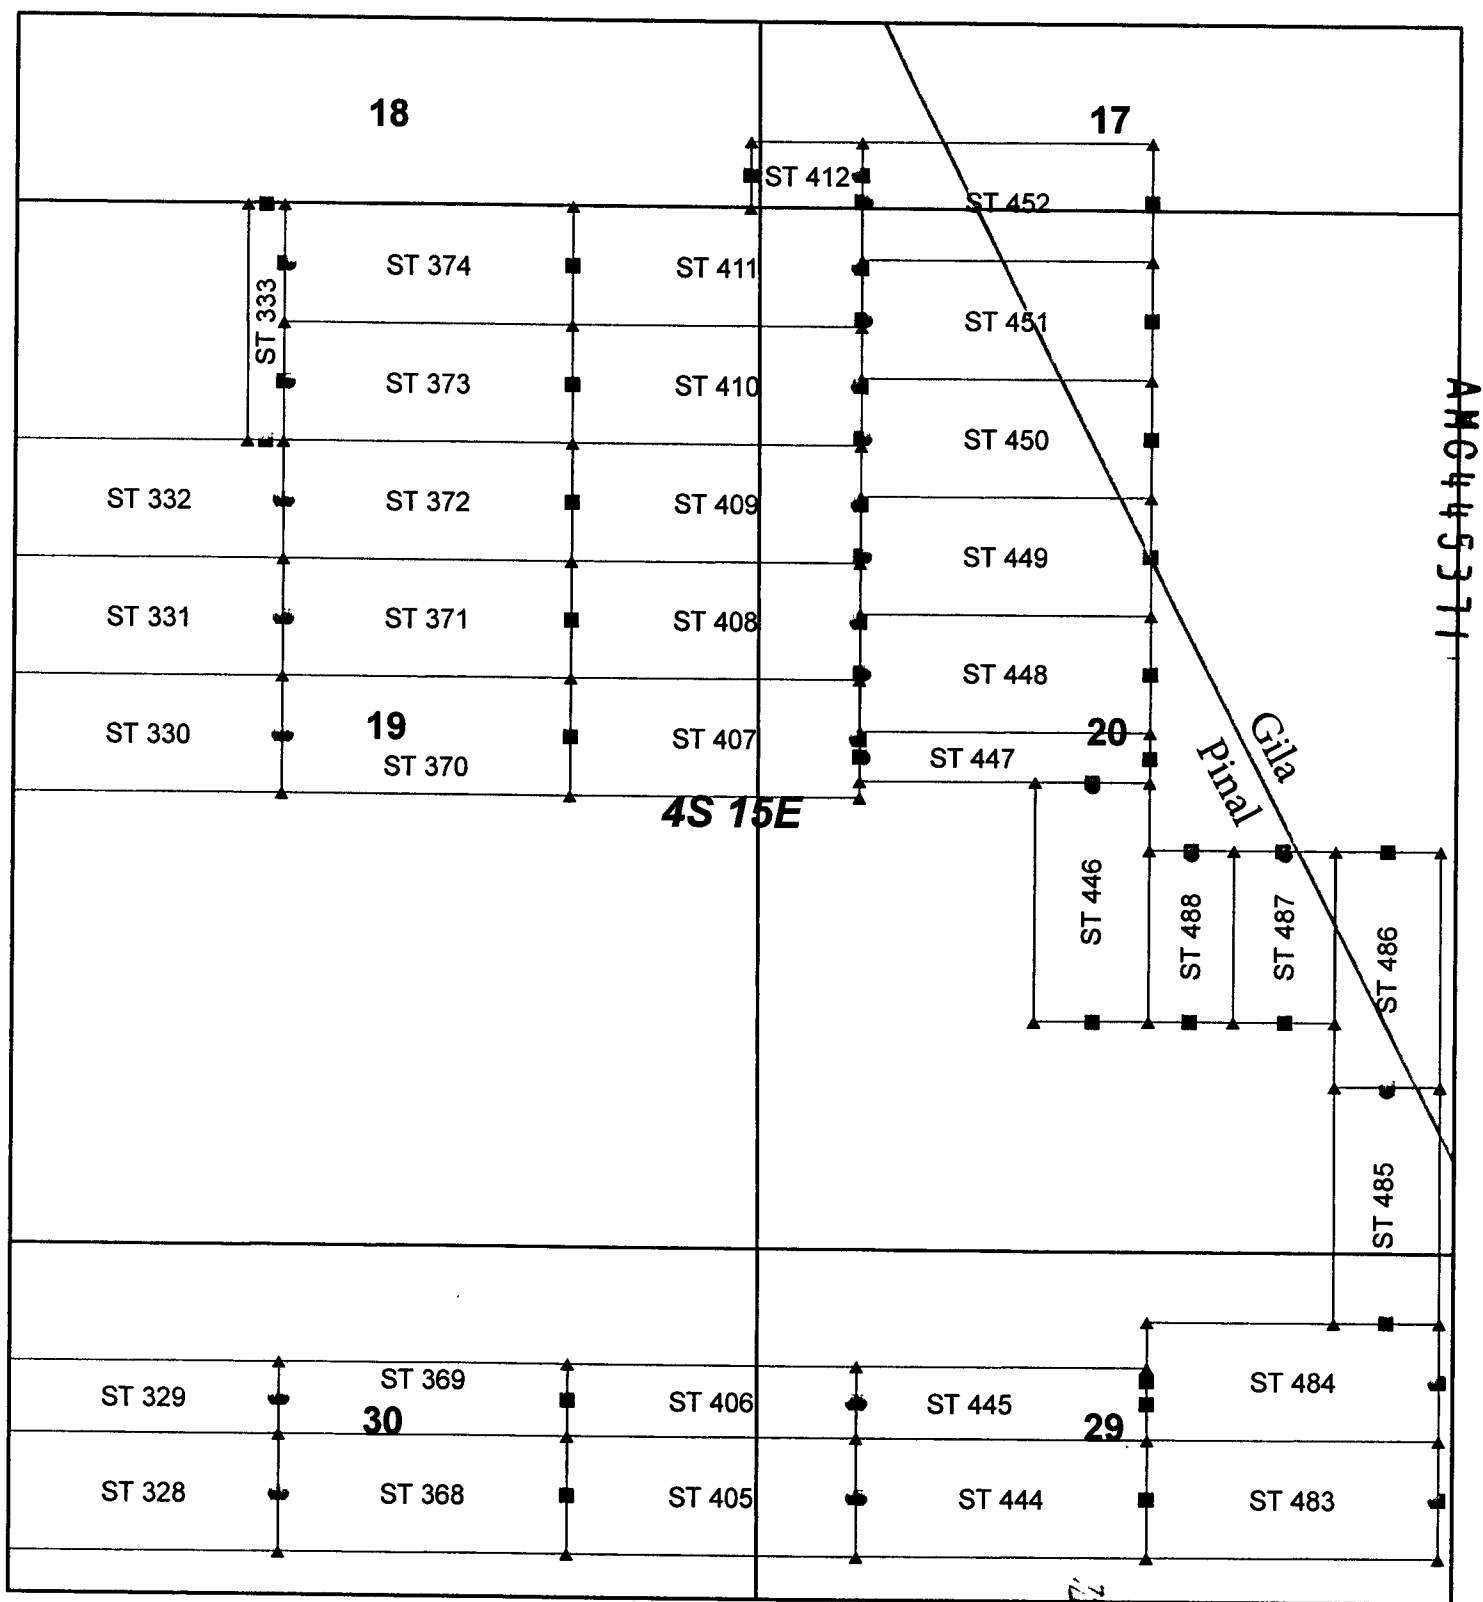 18
17
ST 412
ST 452
ST 333
ST 374
ST 411
ST 451
ST 373
ST 410
ST 450
AMC445371
ST 332
ST 372
ST 409
ST 449
ST 331
ST 371
ST 408
ST 448
ST 330
19
ST 407
20
ST 370
ST 447
Gila
Pinal
4S 15E
ST 446
ST 488
ST 487
ST 486
ST 485
ST 329
ST 369
ST 406
ST 445
ST 484
30
29
ST 328
ST 368
ST 405
ST 444
ST 483